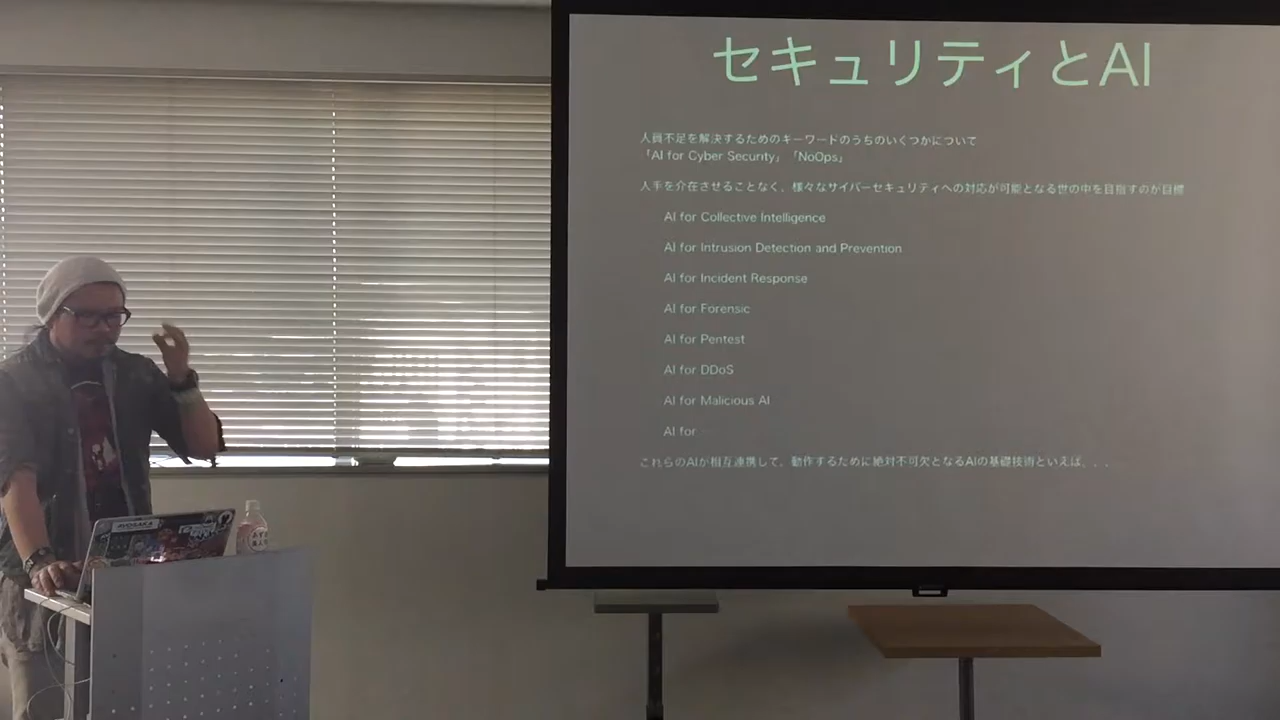 セキュリティとAI
人員不足を解決するためのキーワードのうちのいくつかについて
「AI for Cyber Security」「NoOps」
人手を介在させることなく、様々なサイバーセキュリティへの対応が可能となる世の中を目指すのが目標
AI for Collective Intelligence
AI for Intrusion Detection and Prevention
AI for Incident Response
AI for Forensic
AI for Pentest
AI for DDoS
AI for Malicious AI
AI for …
これらのAIが相互連携して、動作するために絶対不可欠となるAIの基礎技術といえば．．．